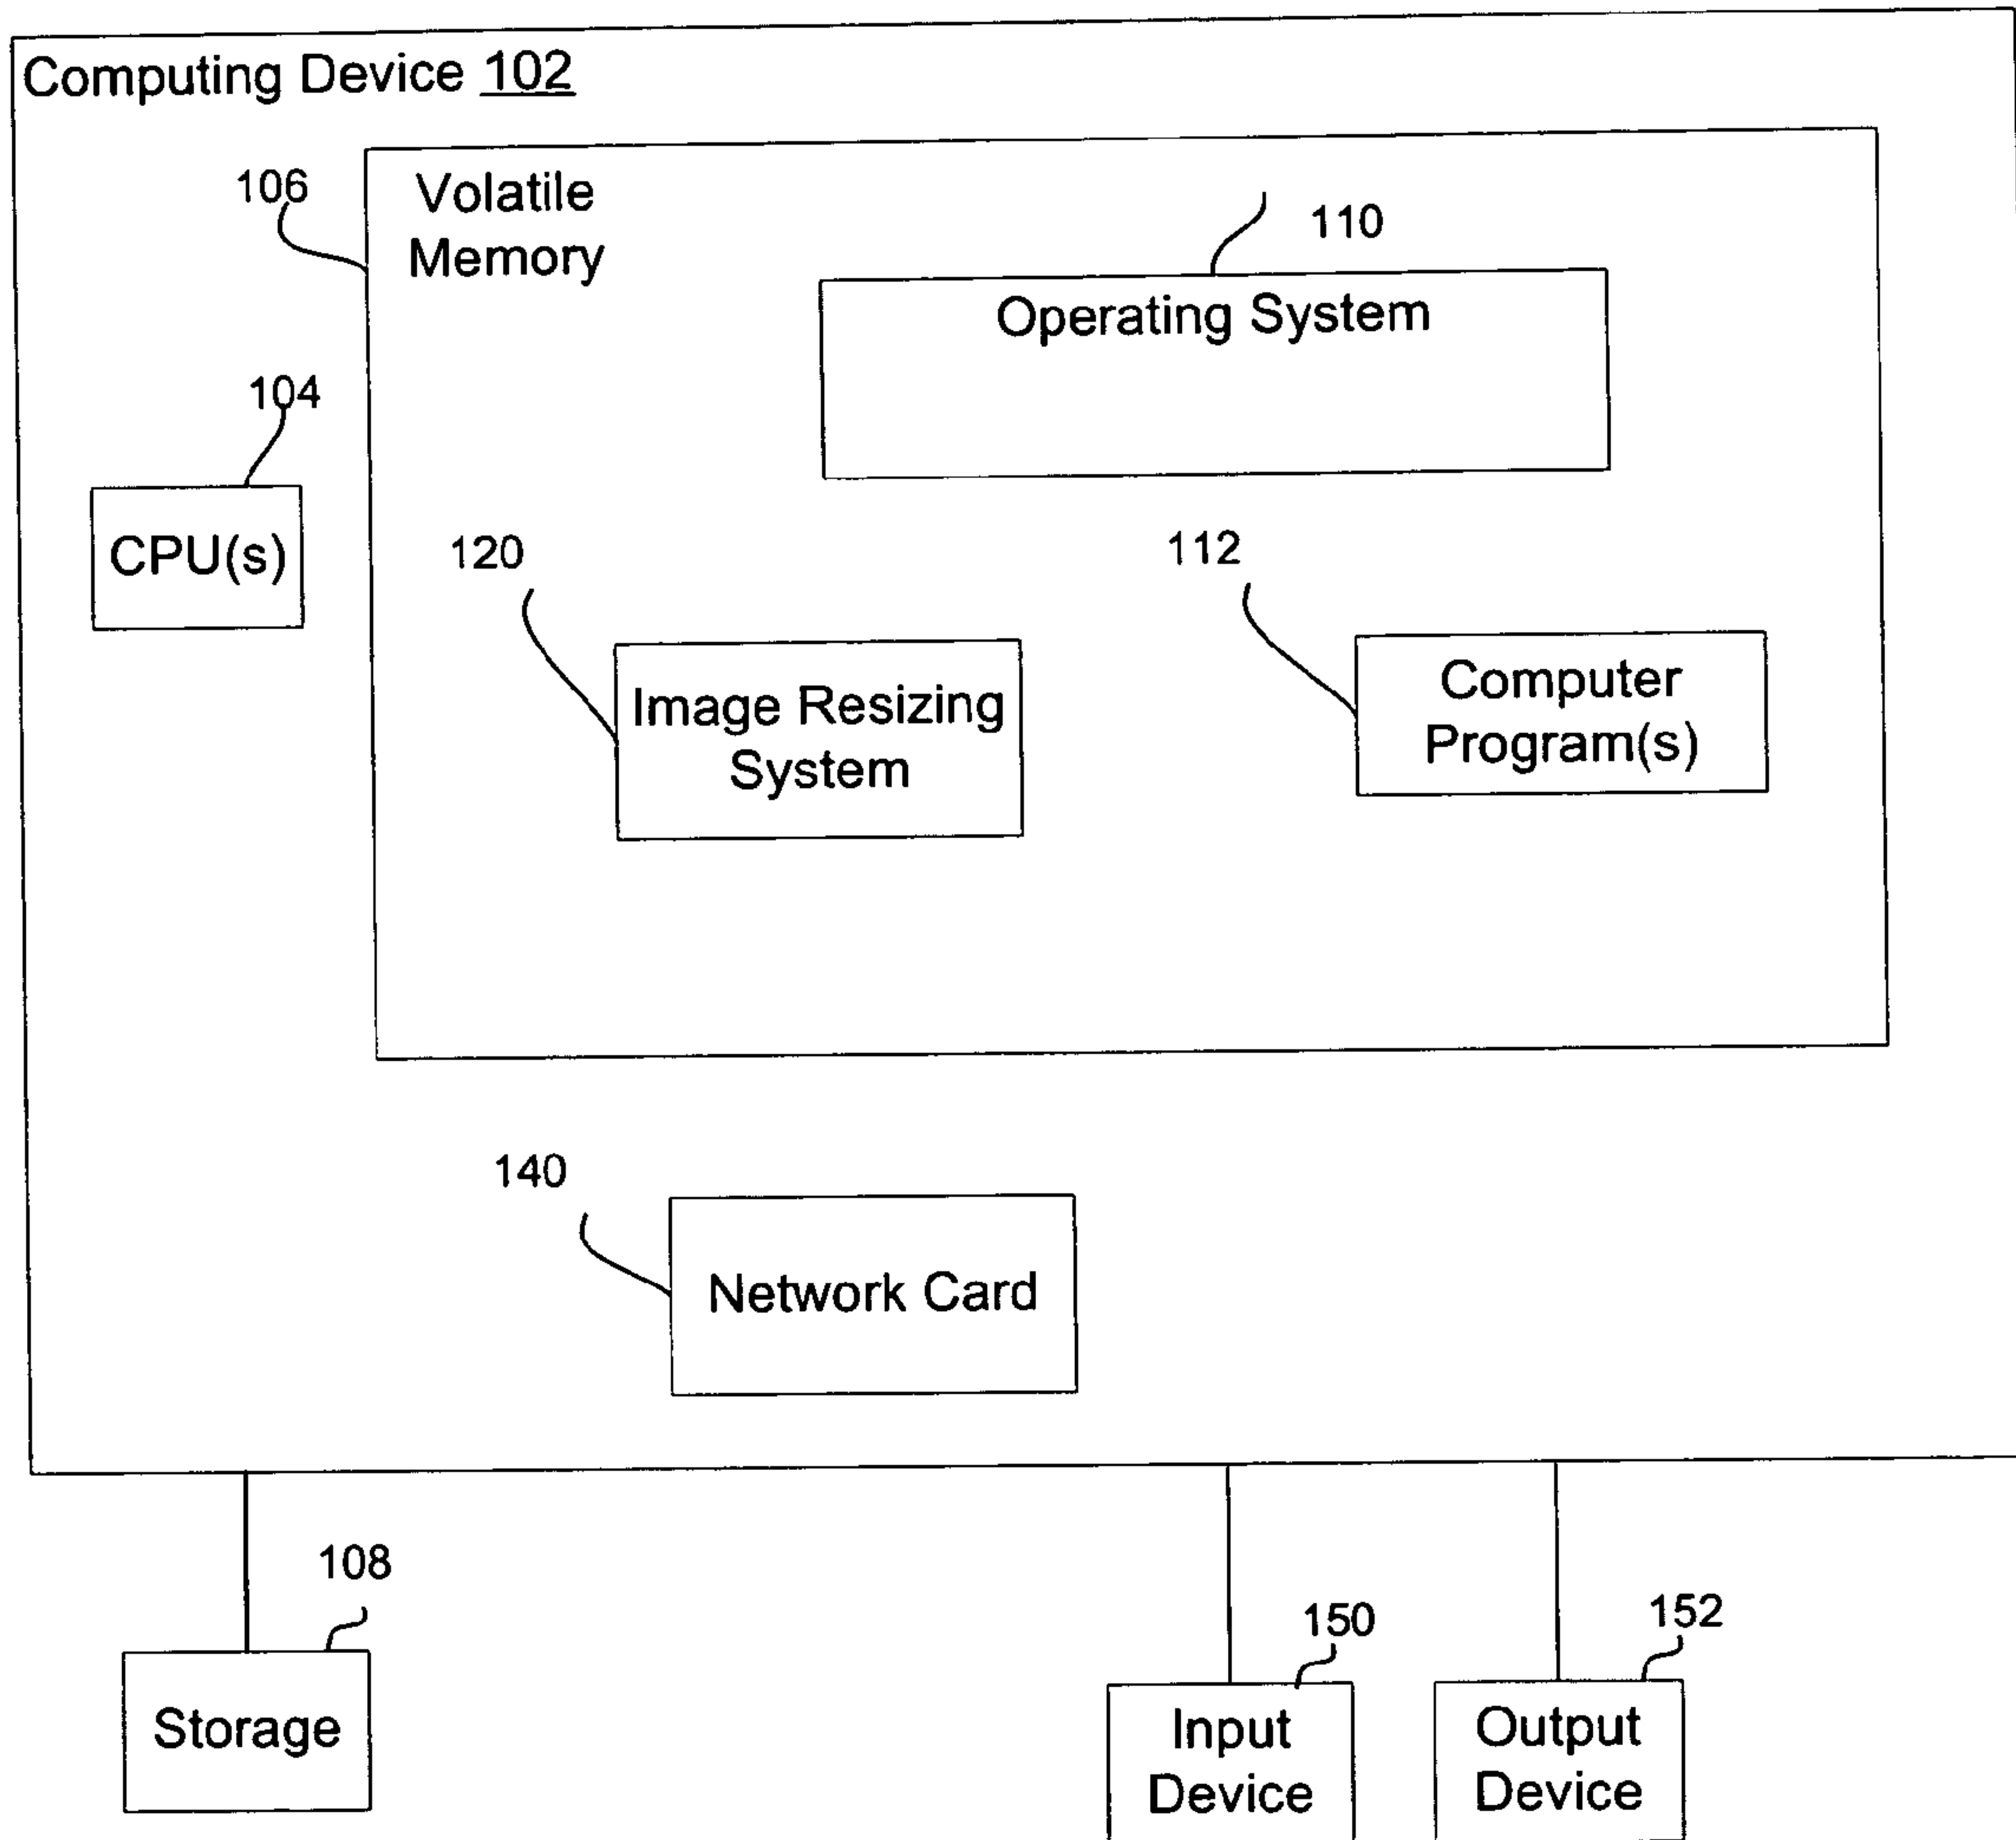 Computing Device 102
106
Volatile
Memory
110
Operating System
104
CPU(s)
120
112
Image Resizing
System
Computer
Program(s)
140
Network Card
108
150
152
Storage
Input
Device
Output
Device